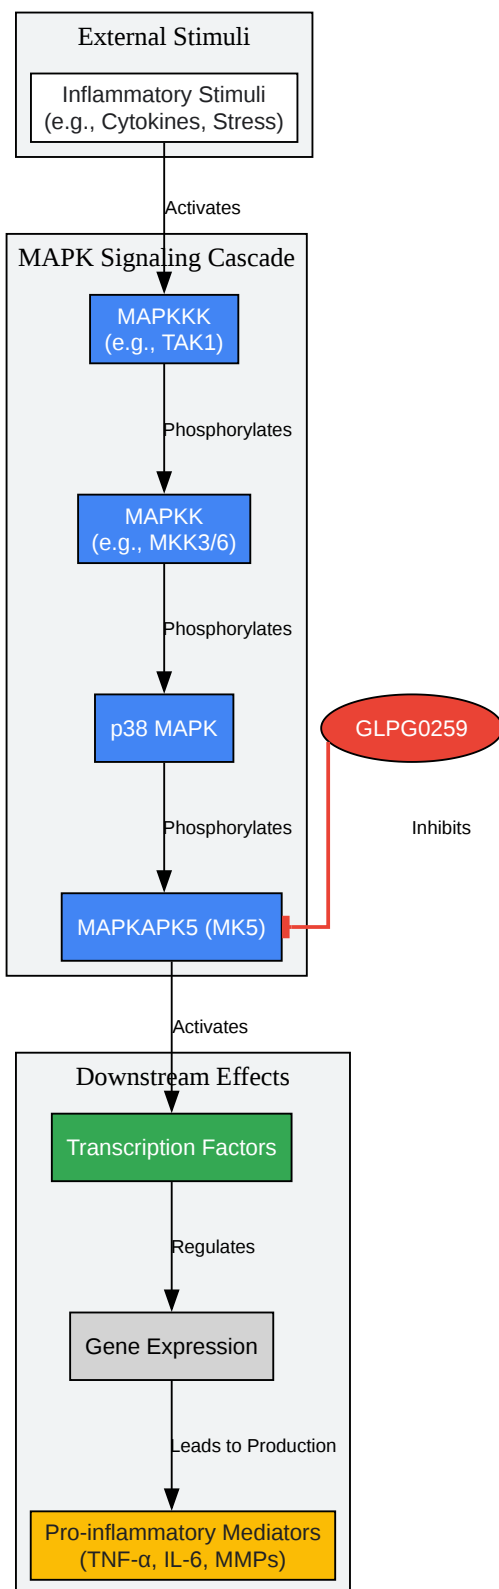 External Stimuli
Inflammatory Stimuli
(e.g., Cytokines, Stress)
Activates
MAPK Signaling Cascade
MAPKKK
(e.g., TAK1)
Phosphorylates
MAPKK
(e.g., MKK3/6)
Phosphorylates
p38 MAPK
GLPG0259
Phosphorylates
Inhibits
MAPKAPK5 (MK5)
Activates
Downstream Effects
Transcription Factors
Regulates
Gene Expression
Leads to Production
Pro-inflammatory Mediators
(TNF-α, IL-6, MMPs)